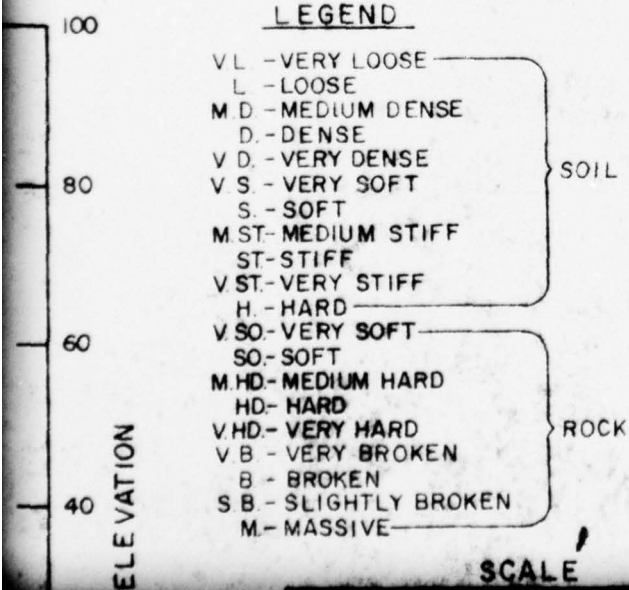 LEGEND
100
V.L. - VERY LOOSE
L. - LOOSE
M.D. - MEDIUM DENSE
D. - DENSE
V.D. - VERY DENSE
SOIL
80
V.S. - VERY SOFT
S. - SOFT
M.ST. - MEDIUM STIFF
ST. - STIFF
V.ST. - VERY STIFF
H. - HARD
V.SO. - VERY SOFT
60
SO. - SOFT
M.HD. - MEDIUM HARD
HD. - HARD
V.HD. - VERY HARD
ROCK
V.B. - VERY BROKEN
B. - BROKEN
S.B. - SLIGHTLY BROKEN
40
M. - MASSIVE
ELEVATION
SCALE